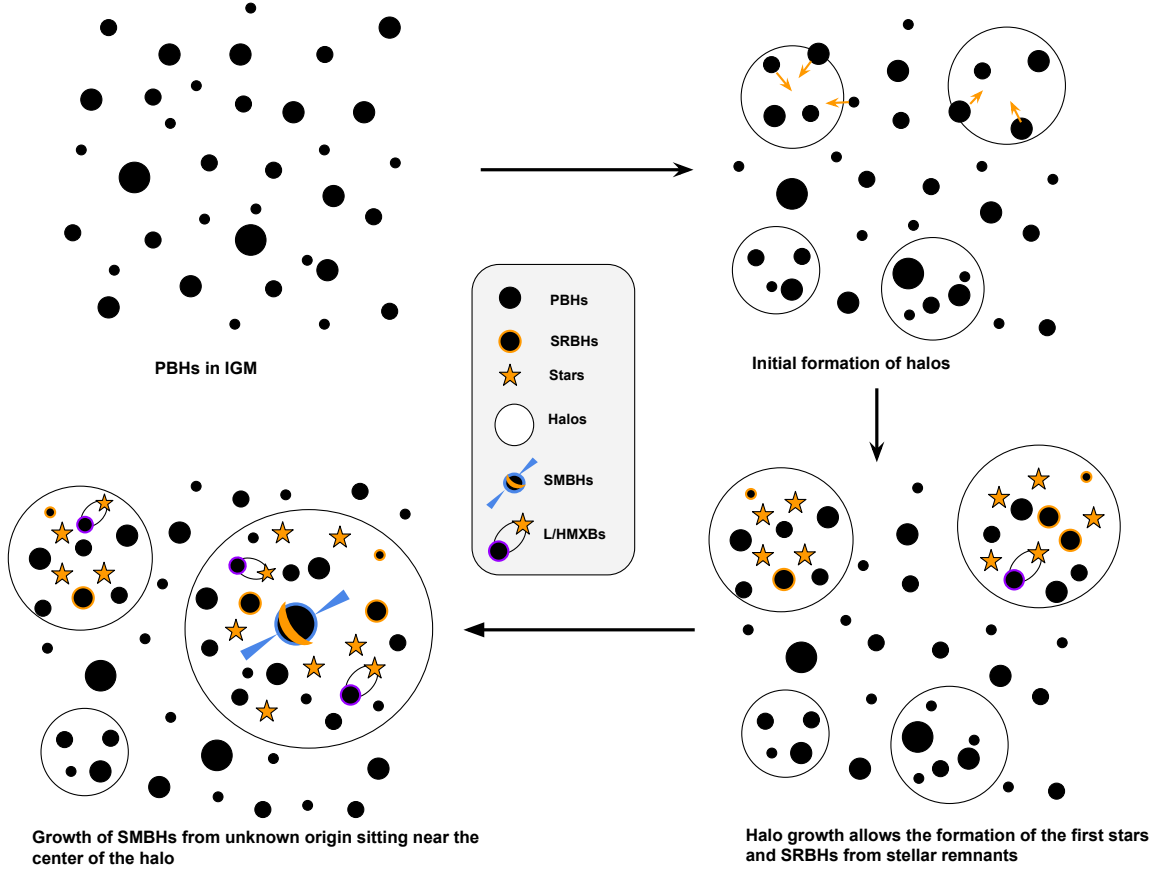 PBHs in IGM
Initial formation of halos
PBHs
SRBHs
Stars
Halos
SMBHs
L/HMXBs
Growth of SMBHs from unknown origin sitting near the
center of the halo
Halo growth allows the formation of the first stars
and SRBHs from stellar remnants